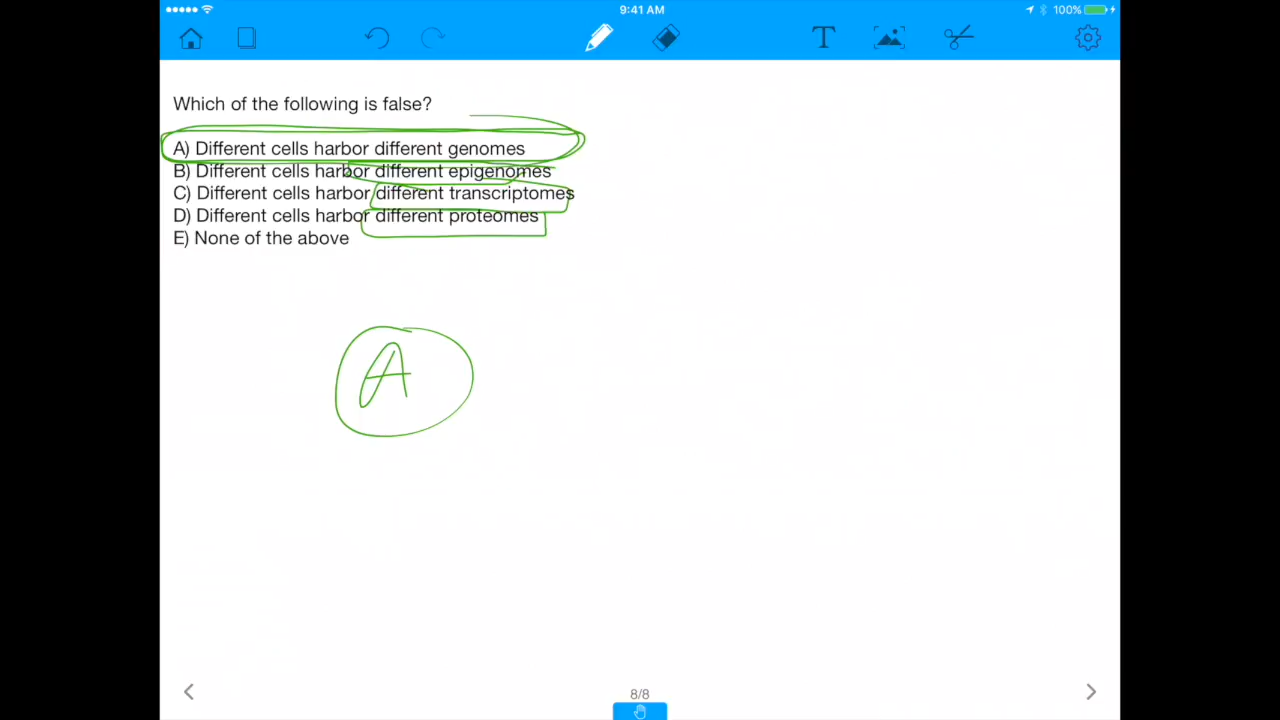 9:41 AM
100%
T
Which of the following is false?
A) Different cells harbor different genomes
B) Different cells harbor different epigenomes
C) Different cells harbor different transcriptomes
D) Different cells harbor different proteomes
E) None of the above
A
8/8